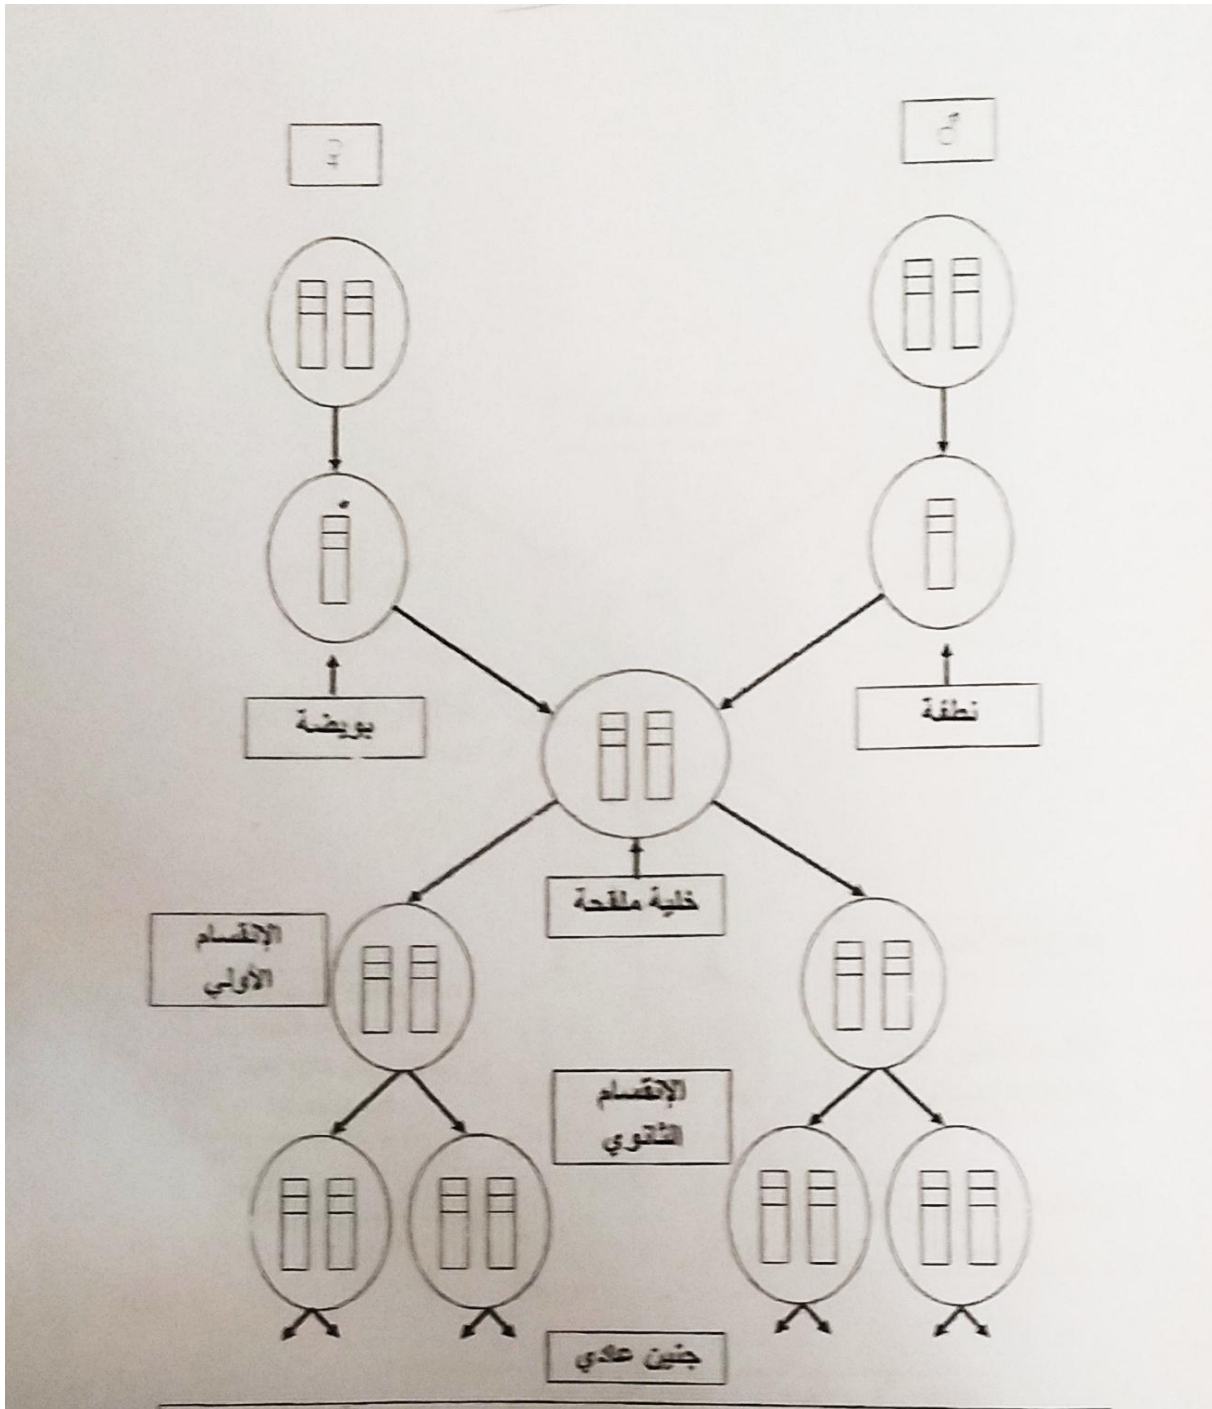 ♀
♂
بويضة
نطفة
خلية ملقحة
الإنقسام
الأولي
الإنقسام
الثانوي
جنين عادي